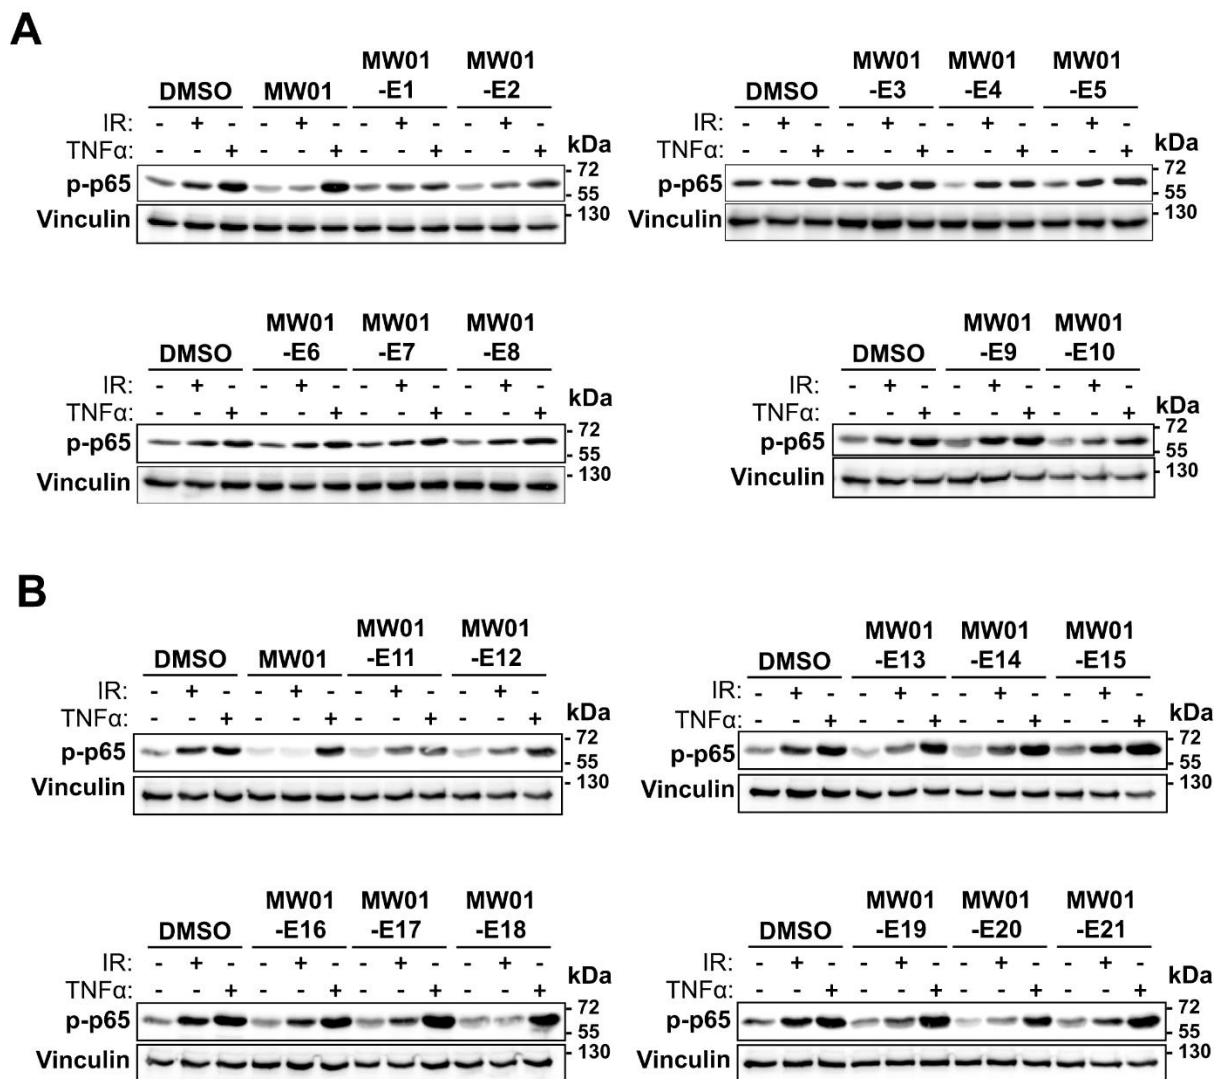 A
MW01 MW01
DMSO MW01 -E1 -E2
IR: - + - - + - - + - - + -
TNFα: - - + - - + - - + - - + kDa
p-p65 - 72
- 55
Vinculin - 130
MW01 MW01 MW01
DMSO -E3 -E4 -E5
IR: - + - - + - - + - - + -
TNFα: - - + - - + - - + - - + kDa
p-p65 - 72
- 55
Vinculin - 130
MW01 MW01 MW01
DMSO -E6 -E7 -E8
IR: - + - - + - - + - - + -
TNFα: - - + - - + - - + - - + kDa
p-p65 - 72
- 55
Vinculin - 130
MW01 MW01
DMSO -E9 -E10
IR: - + - - + - - + -
TNFα: - - + - - + - - + kDa
p-p65 - 72
- 55
Vinculin - 130
B
MW01 MW01
DMSO MW01 -E11 -E12
IR: - + - - + - - + - - + -
TNFα: - - + - - + - - + - - + kDa
p-p65 - 72
- 55
Vinculin - 130
MW01 MW01 MW01
DMSO -E13 -E14 -E15
IR: - + - - + - - + - - + -
TNFα: - - + - - + - - + - - + kDa
p-p65 - 72
- 55
Vinculin - 130
MW01 MW01 MW01
DMSO -E16 -E17 -E18
IR: - + - - + - - + - - + -
TNFα: - - + - - + - - + - - + kDa
p-p65 - 72
- 55
Vinculin - 130
MW01 MW01 MW01
DMSO -E19 -E20 -E21
IR: - + - - + - - + - - + -
TNFα: - - + - - + - - + - - + kDa
p-p65 - 72
- 55
Vinculin - 130